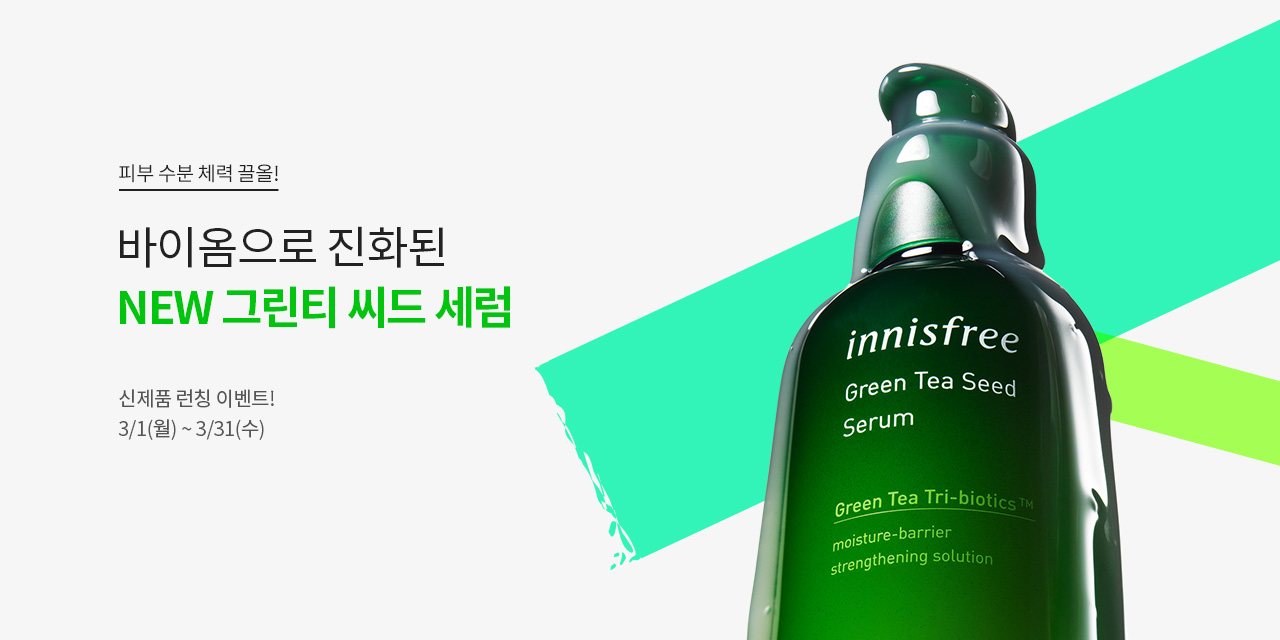 피부 수분 체력 끌올!
바이옴으로 진화된
NEW 그린티 씨드 세럼
신제품 런칭 이벤트!
3/1(월) ~ 3/31(수)
innisfree
Green Tea Seed
Serum
Green Tea Tri-biotics™
moisture-barrier
strengthening solution